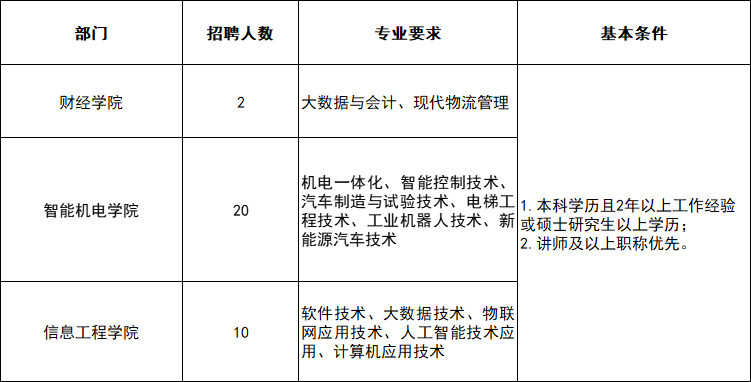 部门
招聘人数
专业要求
基本条件
财经学院
2
大数据与会计、现代物流管理
智能机电学院
20
机电一体化、智能控制技术、
汽车制造与试验技术、电梯工
程技术、工业机器人技术、新
能源汽车技术
信息工程学院
10
软件技术、大数据技术、物联
网应用技术、人工智能技术应
用、计算机应用技术
1.本科学历且2年以上工作经验
或硕士研究生以上学历；
2.讲师及以上职称优先。